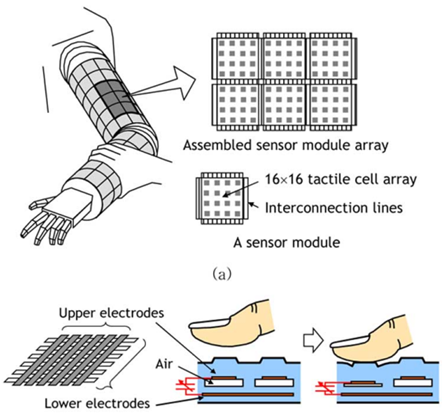 Assembled sensor module array
16×16 tactile cell array
Interconnection lines
A sensor module
(a)
Upper electrodes
Air
Lower electrodes